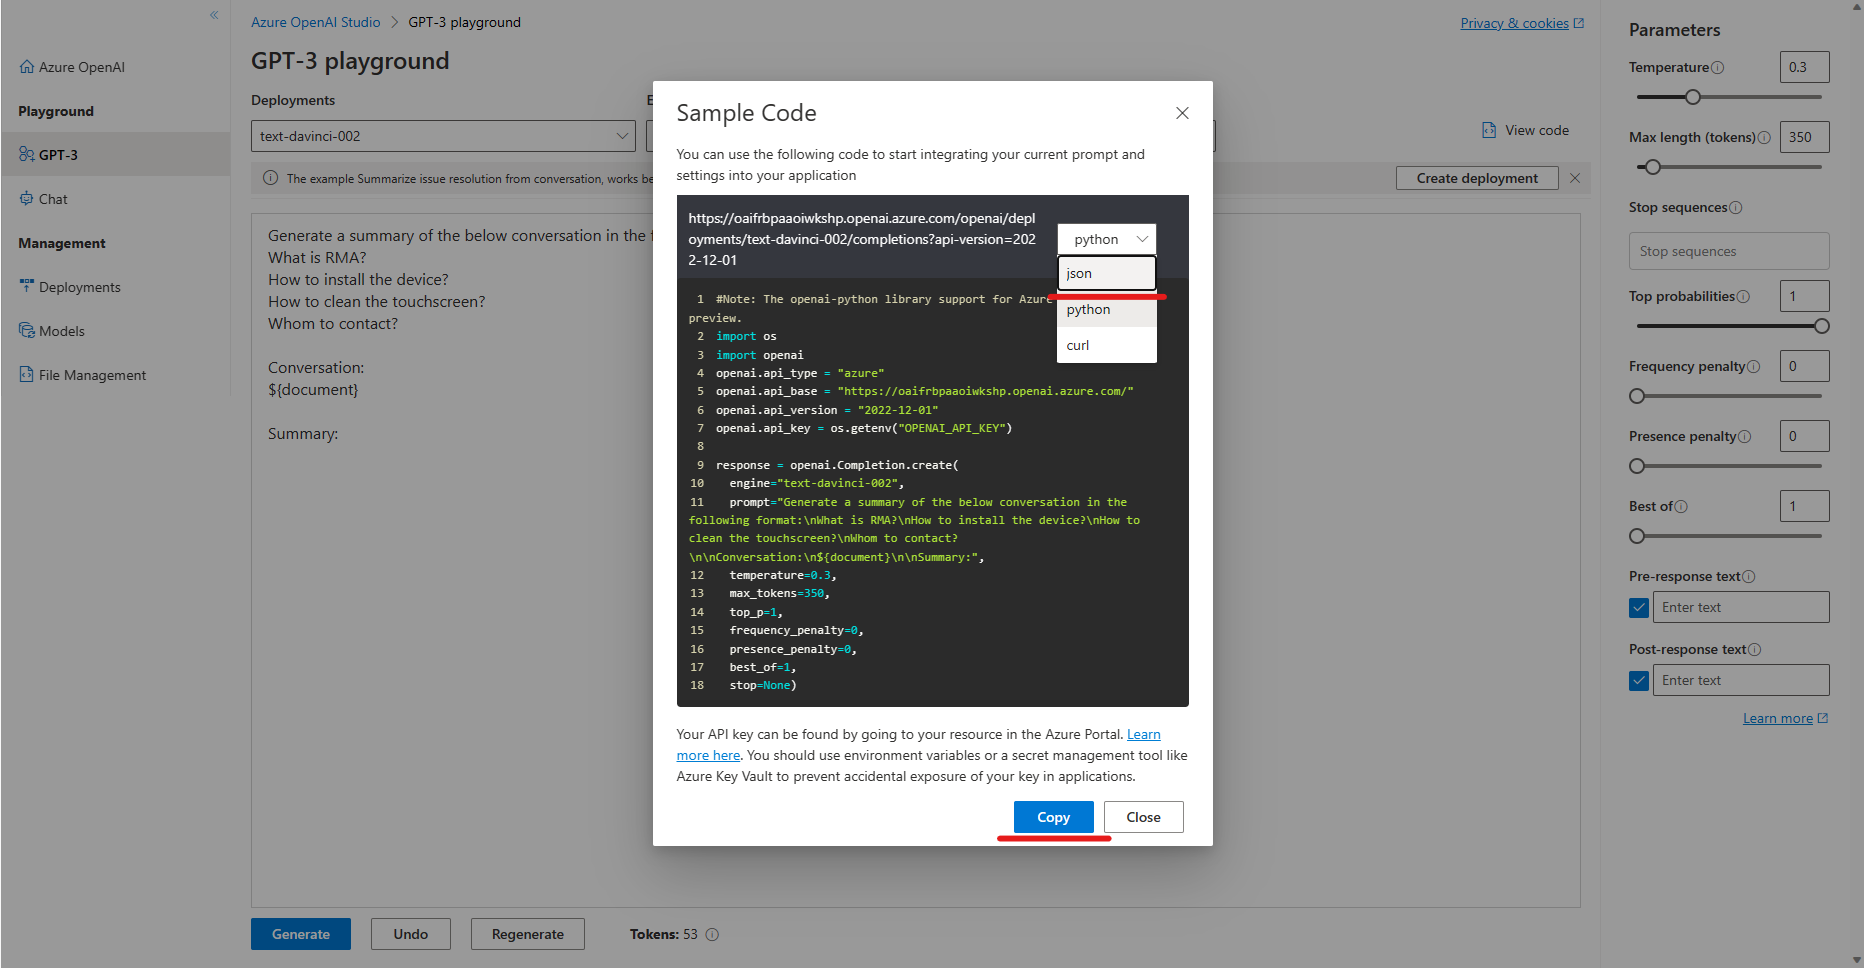 Azure OpenAI
Playground
GPT-3
Chat
Management
Deployments
Models
File Management
Azure OpenAI Studio > GPT-3 playground
Privacy & cookies
GPT-3 playground
Deployments
text-davinci-002
View code
The example Summarize issue resolution from conversation, works be
Create deployment
Generate a summary of the below conversation in the f
What is RMA?
How to install the device?
How to clean the touchscreen?
Whom to contact?
Conversation:
${document}
Summary:
Generate
Undo
Regenerate
Tokens: 53
Sample Code
You can use the following code to start integrating your current prompt and
settings into your application
https://oaifrbpaaoiwkshp.openai.azure.com/openai/depl
oyments/text-davinci-002/completions?api-version=202
2-12-01
python
json
python
curl
1 #Note: The openai-python library support for Azure
preview.
2 import os
3 import openai
4 openai.api_type = "azure"
5 openai.api_base = "https://oaifrbpaaoiwkshp.openai.azure.com/"
6 openai.api_version = "2022-12-01"
7 openai.api_key = os.getenv("OPENAI_API_KEY")
8
9 response = openai.Completion.create(
10 engine="text-davinci-002",
11 prompt="Generate a summary of the below conversation in the
following format:\nWhat is RMA?\nHow to install the device?\nHow to
clean the touchscreen?\nWhom to contact?
\n\nConversation:\n${document}\n\nSummary:",
12 temperature=0.3,
13 max_tokens=350,
14 top_p=1,
15 frequency_penalty=0,
16 presence_penalty=0,
17 best_of=1,
18 stop=None)
Your API key can be found by going to your resource in the Azure Portal. Learn
more here. You should use environment variables or a secret management tool like
Azure Key Vault to prevent accidental exposure of your key in applications.
Copy
Close
Parameters
Temperature 0.3
Max length (tokens) 350
Stop sequences
Stop sequences
Top probabilities 1
Frequency penalty 0
Presence penalty 0
Best of 1
Pre-response text
Enter text
Post-response text
Enter text
Learn more